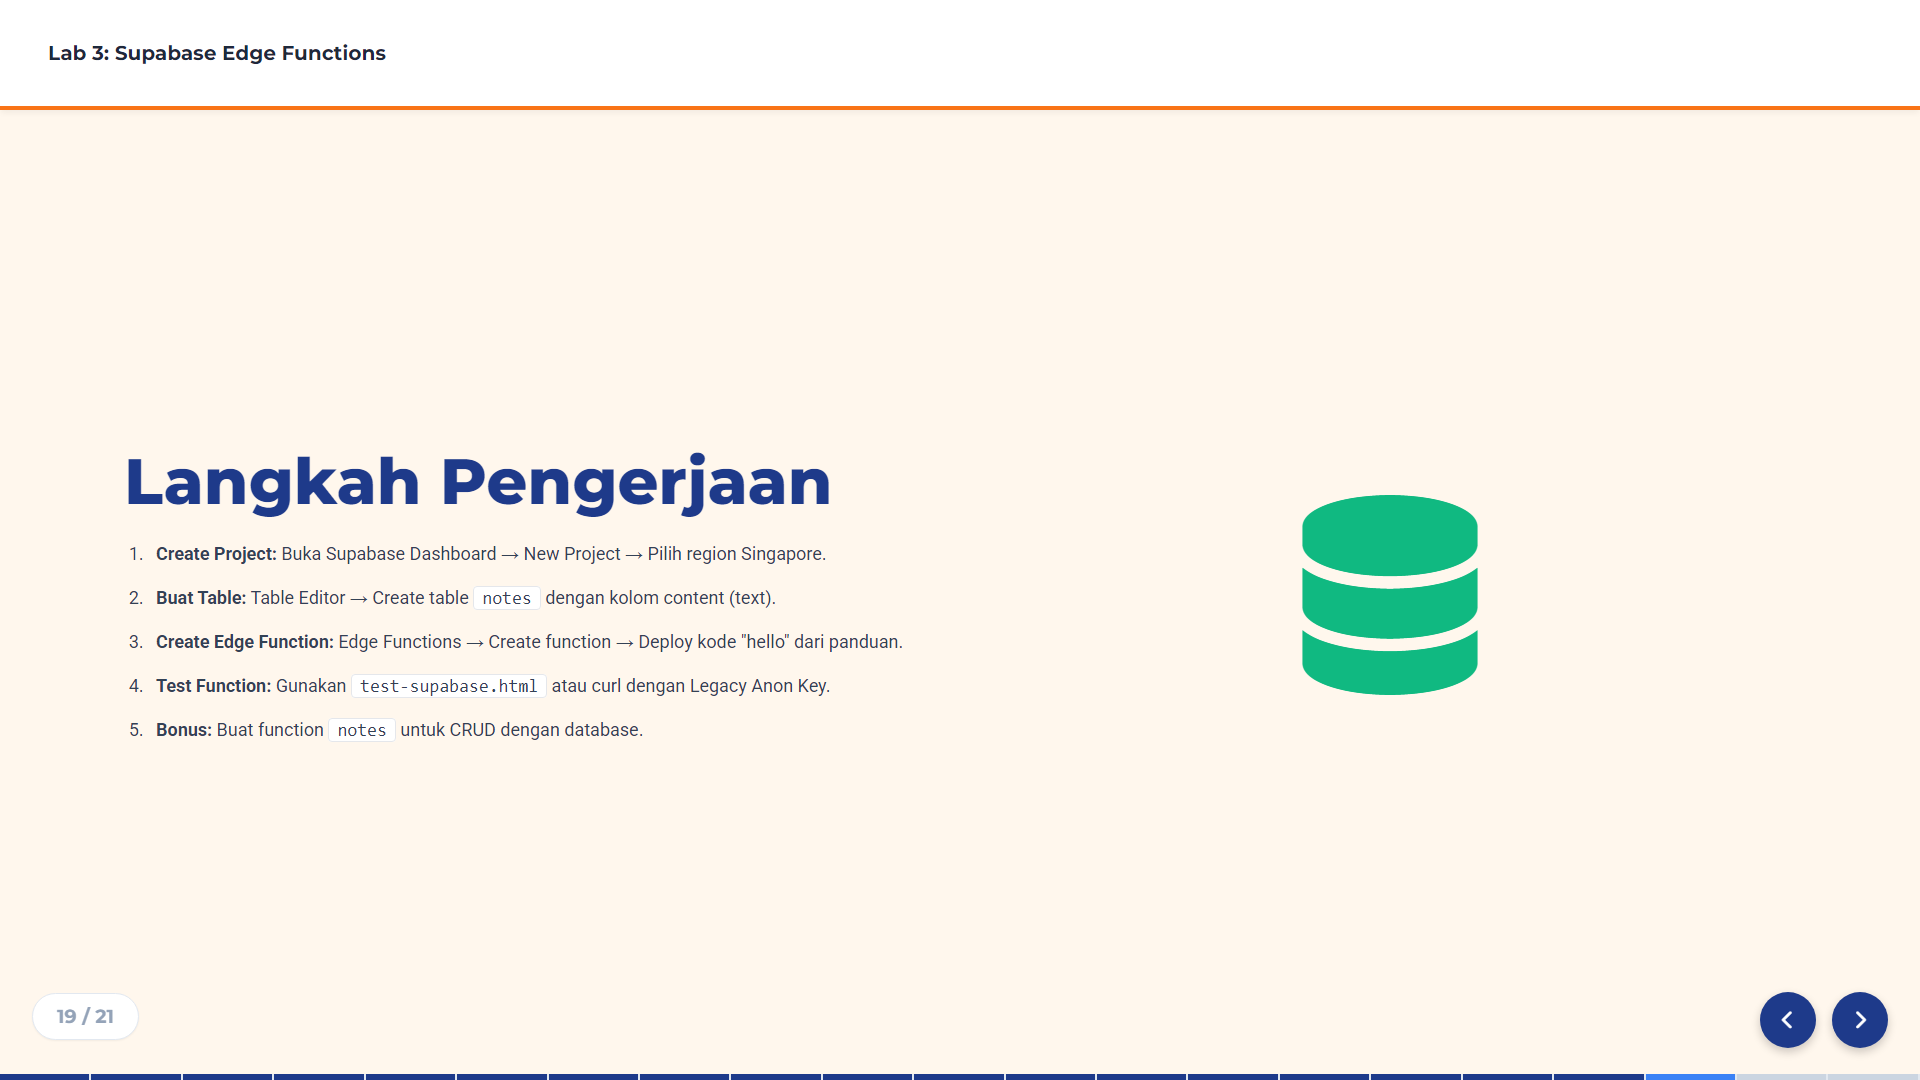 Lab 3: Supabase Edge Functions
Langkah Pengerjaan
1. Create Project: Buka Supabase Dashboard → New Project → Pilih region Singapore.
2. Buat Table: Table Editor → Create table notes dengan kolom content (text).
3. Create Edge Function: Edge Functions → Create function → Deploy kode "hello" dari panduan.
4. Test Function: Gunakan test-supabase.html atau curl dengan Legacy Anon Key.
5. Bonus: Buat function notes untuk CRUD dengan database.
19 / 21